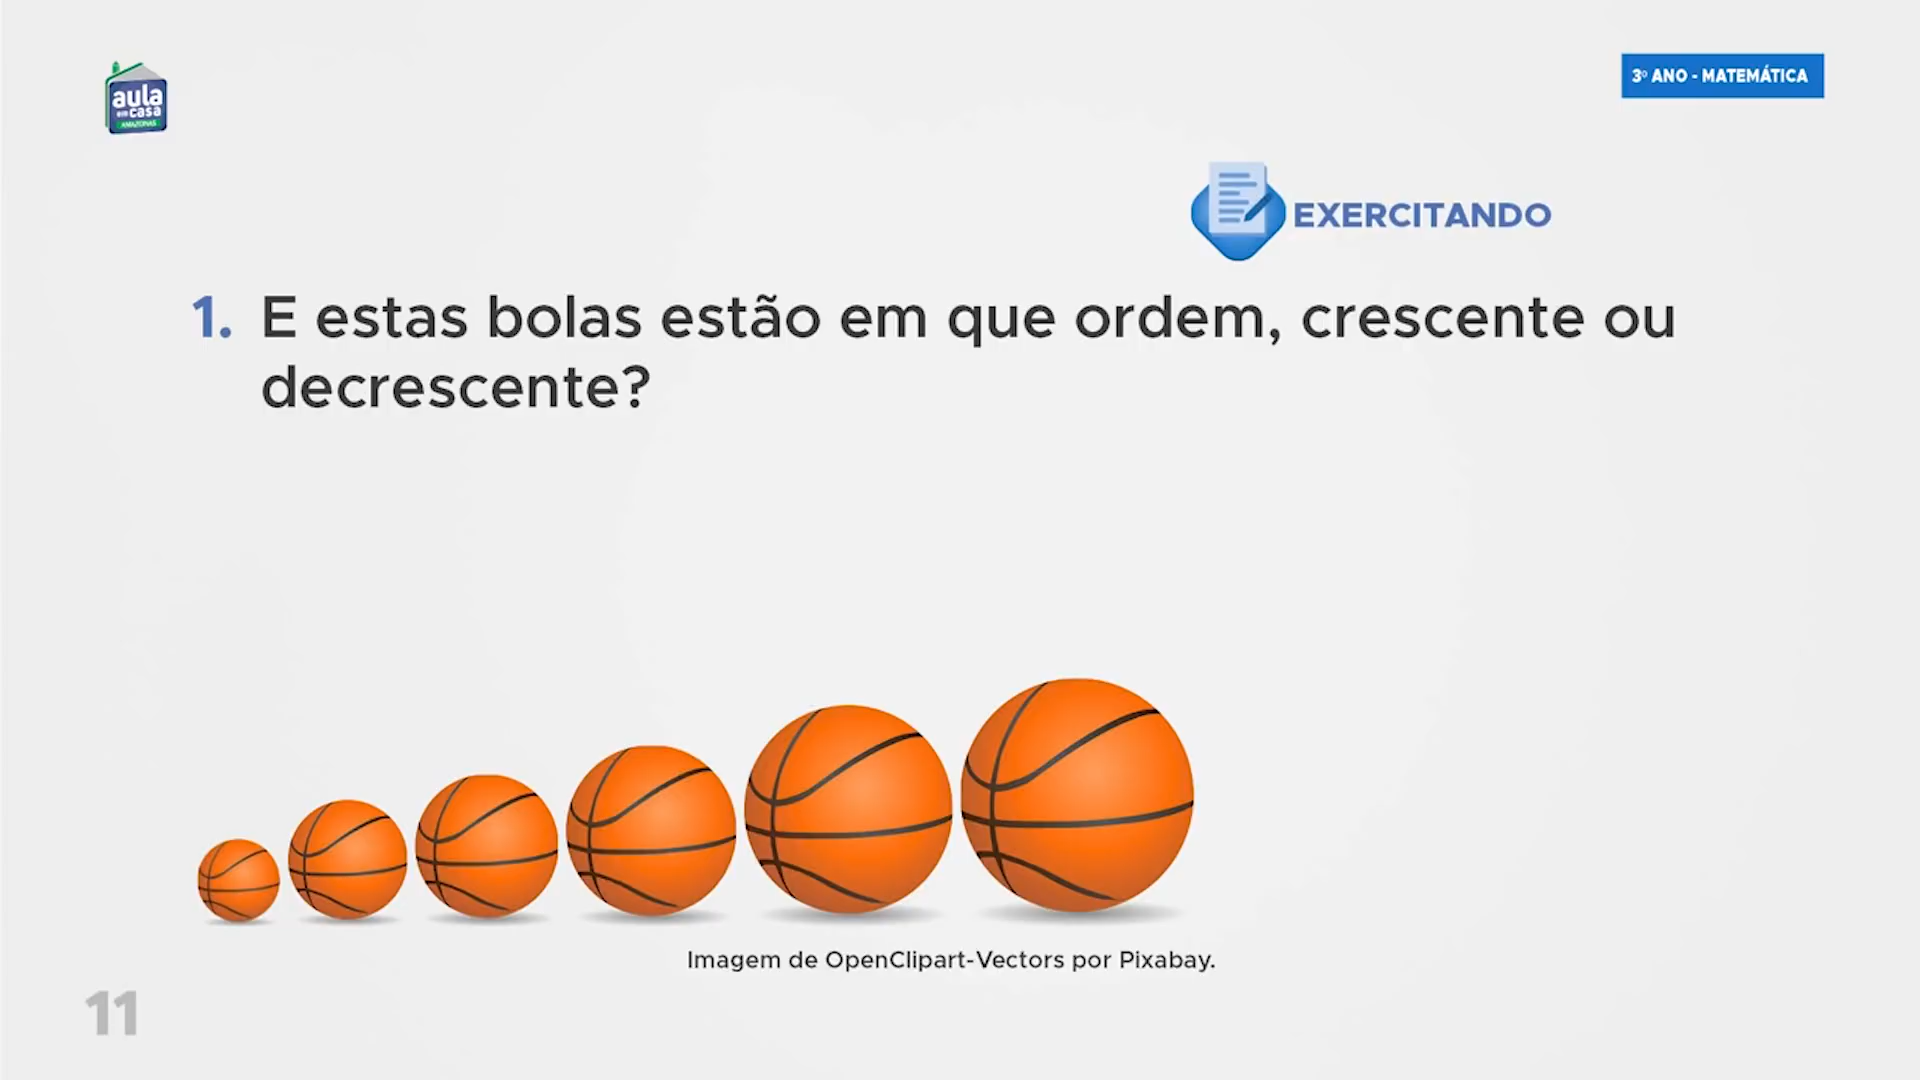 aula
em casa
AMAZONAS
3º ANO - MATEMÁTICA
EXERCITANDO
1. E estas bolas estão em que ordem, crescente ou
decrescente?
Imagem de OpenClipart-Vectors por Pixabay.
11